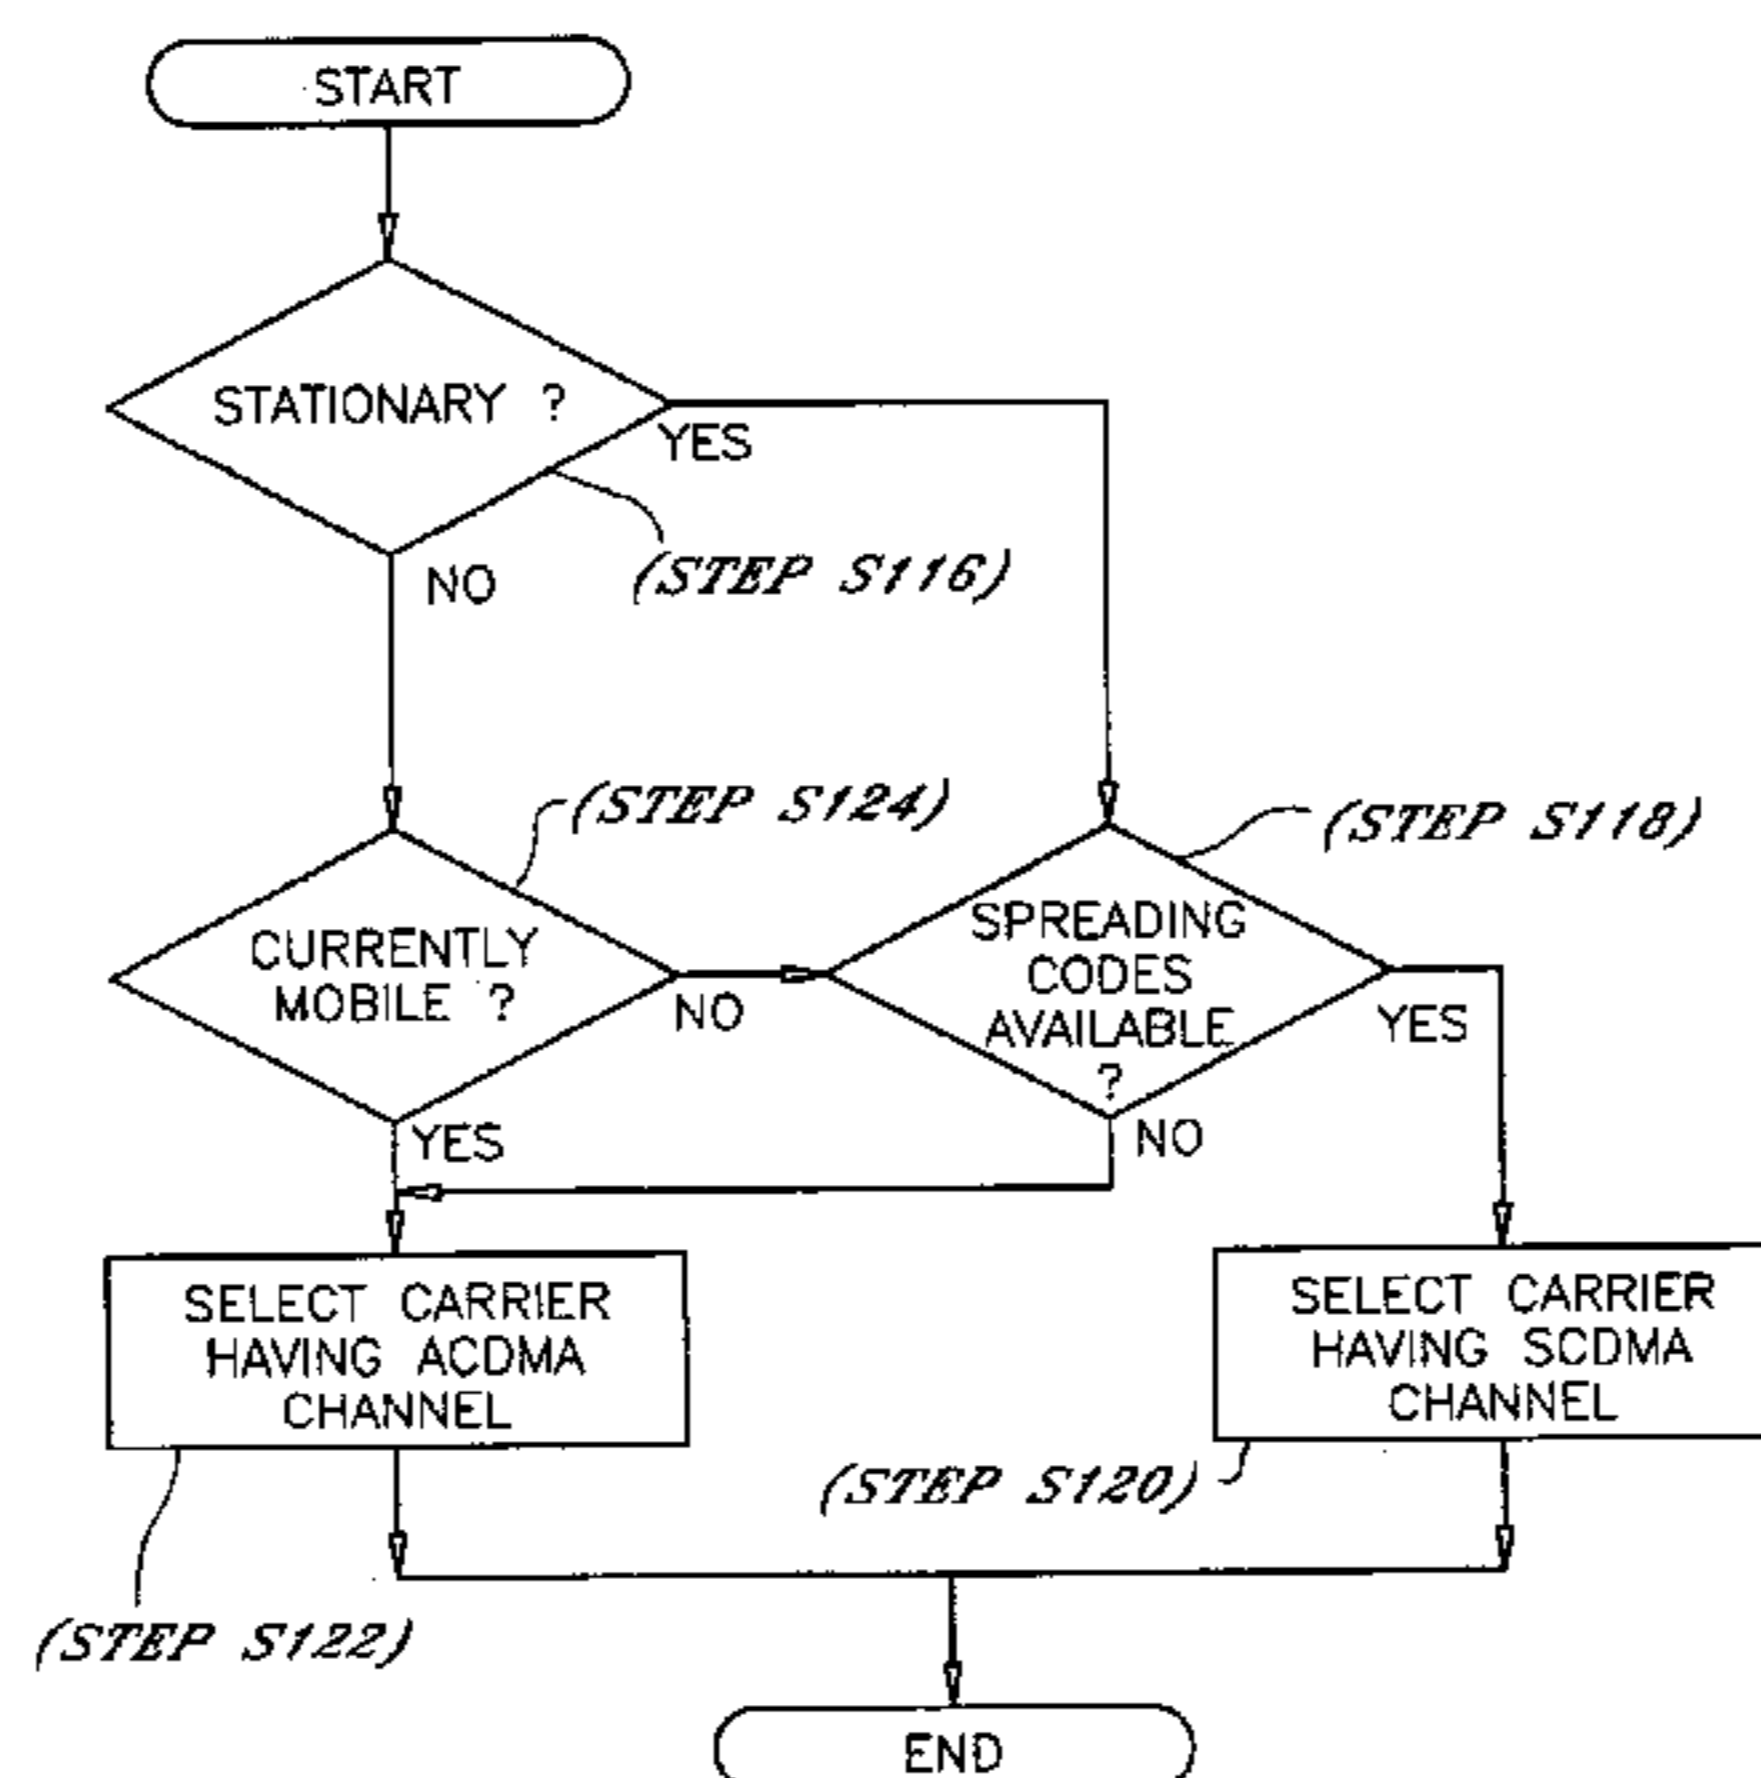 START
STATIONARY ?
YES
NO
(STEP S116)
(STEP S124)
(STEP S118)
CURRENTLY
MOBILE ?
NO
YES
SPREADING
CODES
AVAILABLE
?
YES
NO
SELECT CARRIER
HAVING ACDMA
CHANNEL
SELECT CARRIER
HAVING SCDMA
CHANNEL
(STEP S120)
(STEP S122)
END